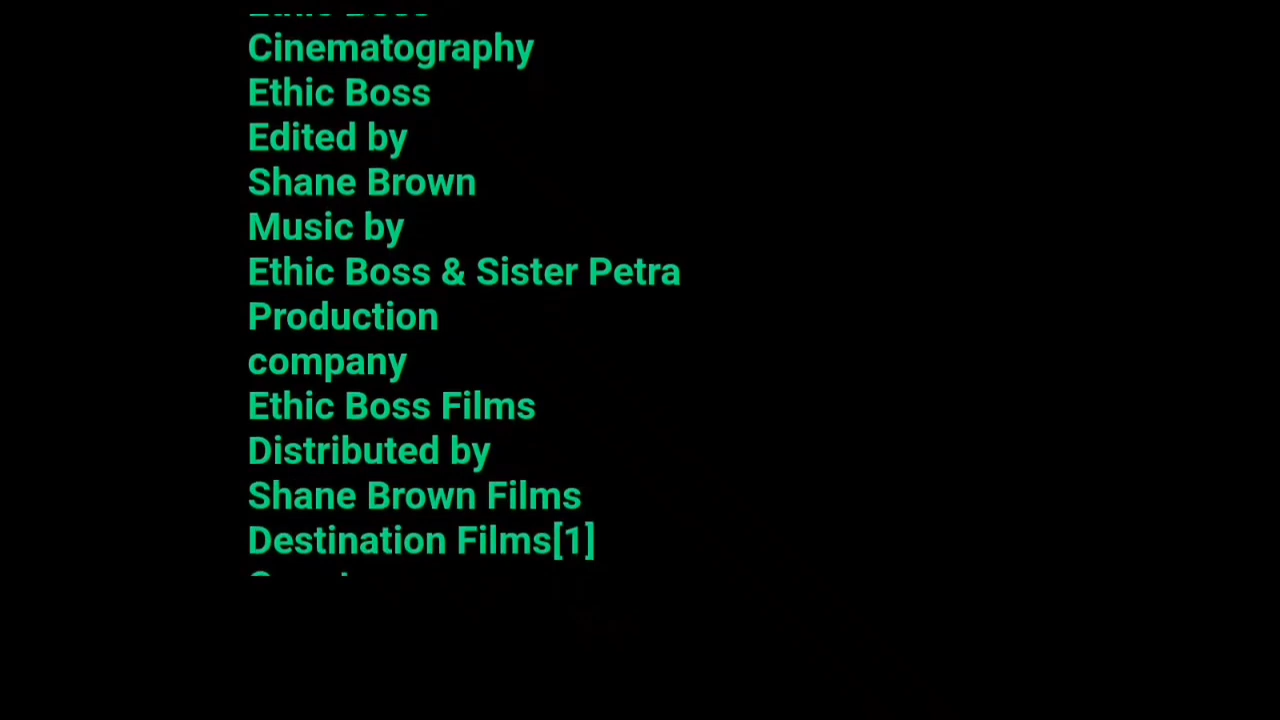 Cinematography
Ethic Boss
Edited by
Shane Brown
Music by
Ethic Boss & Sister Petra
Production
company
Ethic Boss Films
Distributed by
Shane Brown Films
Destination Films[1]